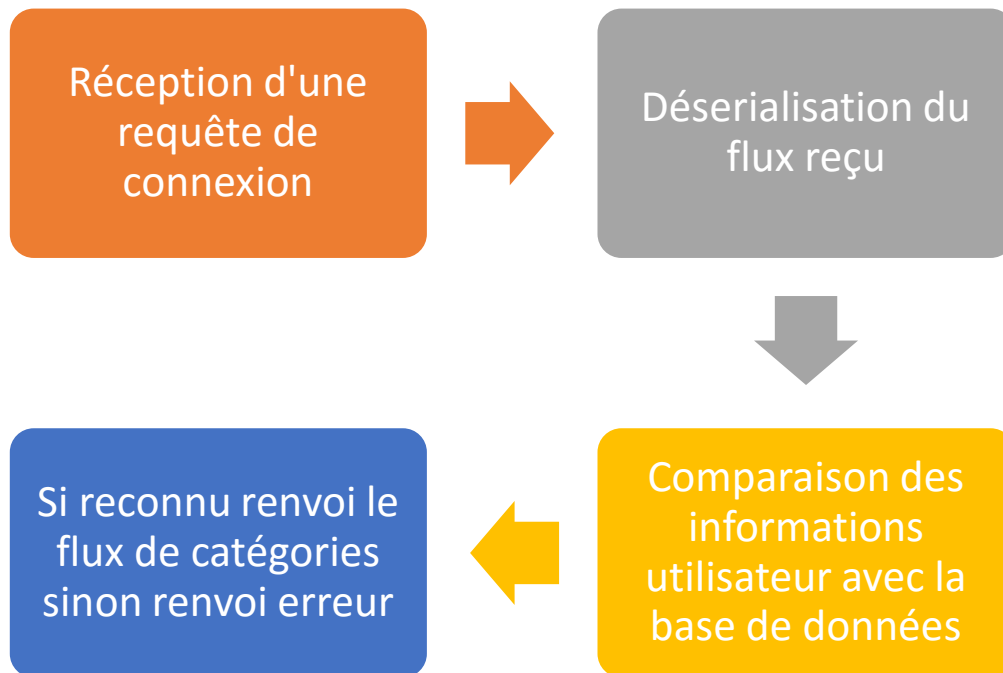 Réception d'une
requête de
connexion
Déserialisation du
flux reçu
Comparaison des
informations
utilisateur avec la
base de données
Si reconnu renvoi le
flux de catégories
sinon renvoi erreur